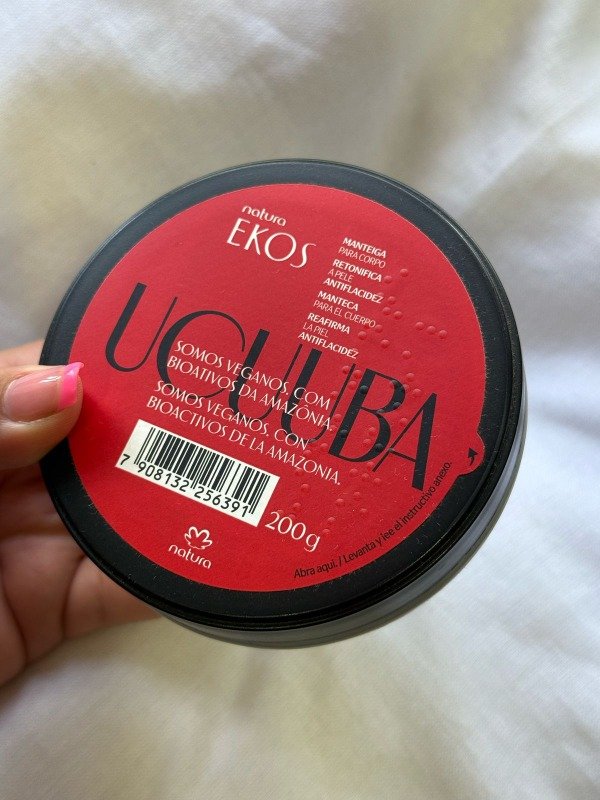 natura
EKOS
MANTEIGA
PARA CORPO
RETONIFICA
A PELE
ANTIFLACIDEZ
MANTECA
PARA EL CUERPO
REAFIRMA
LA PIEL
ANTIFLACIDEZ
UCUUBA
SOMOS VEGANOS, COM
BIOATIVOS DA AMAZÔNIA.
SOMOS VEGANOS, CON
BIOACTIVOS DE LA AMAZONIA.
7 908132 256391
200g
natura
Abra aqui. / Levanta y lee el instructivo anexo.